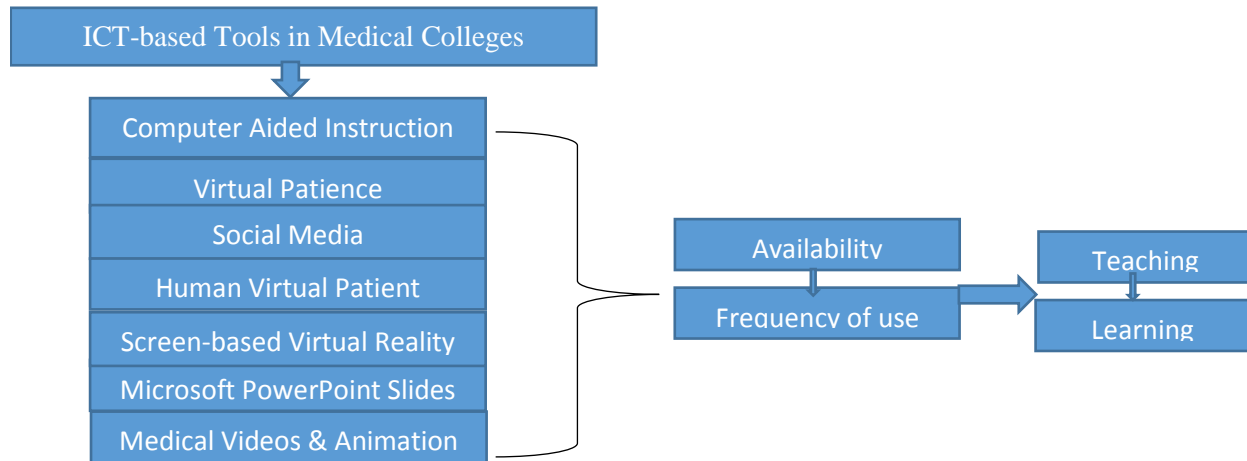 ICT-based Tools in Medical Colleges
Computer Aided Instruction
Virtual Patience
Social Media
Human Virtual Patient
Screen-based Virtual Reality
Microsoft PowerPoint Slides
Medical Videos & Animation
Availability
Frequency of use
Teaching
Learning